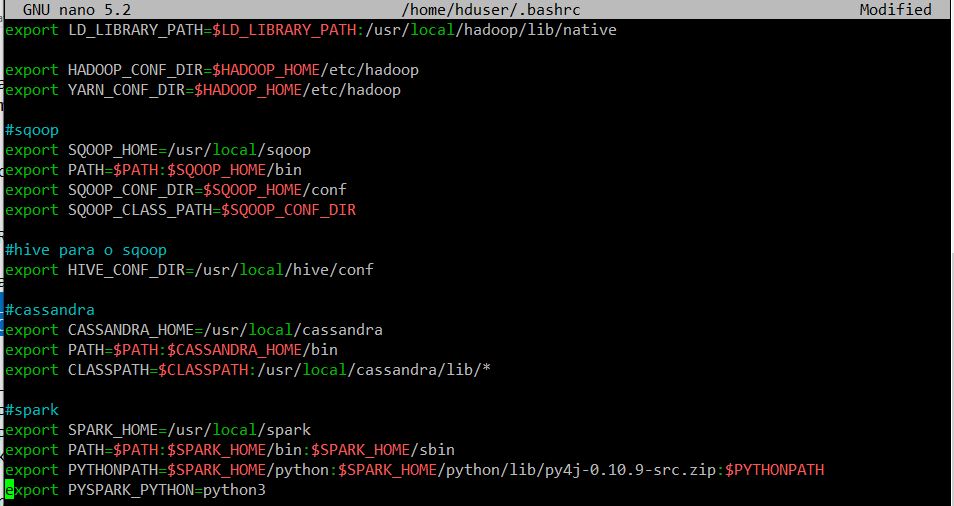 GNU nano 5.2 /home/hduser/.bashrc Modified
export LD_LIBRARY_PATH=$LD_LIBRARY_PATH:/usr/local/hadoop/lib/native
export HADOOP_CONF_DIR=$HADOOP_HOME/etc/hadoop
export YARN_CONF_DIR=$HADOOP_HOME/etc/hadoop
#sqoop
export SQOOP_HOME=/usr/local/sqoop
export PATH=$PATH:$SQOOP_HOME/bin
export SQOOP_CONF_DIR=$SQOOP_HOME/conf
export SQOOP_CLASS_PATH=$SQOOP_CONF_DIR
#hive para o sqoop
export HIVE_CONF_DIR=/usr/local/hive/conf
#cassandra
export CASSANDRA_HOME=/usr/local/cassandra
export PATH=$PATH:$CASSANDRA_HOME/bin
export CLASSPATH=$CLASSPATH:/usr/local/cassandra/lib/*
#spark
export SPARK_HOME=/usr/local/spark
export PATH=$PATH:$SPARK_HOME/bin:$SPARK_HOME/sbin
export PYTHONPATH=$SPARK_HOME/python:$SPARK_HOME/python/lib/py4j-0.10.9-src.zip:$PYTHONPATH
export PYSPARK_PYTHON=python3